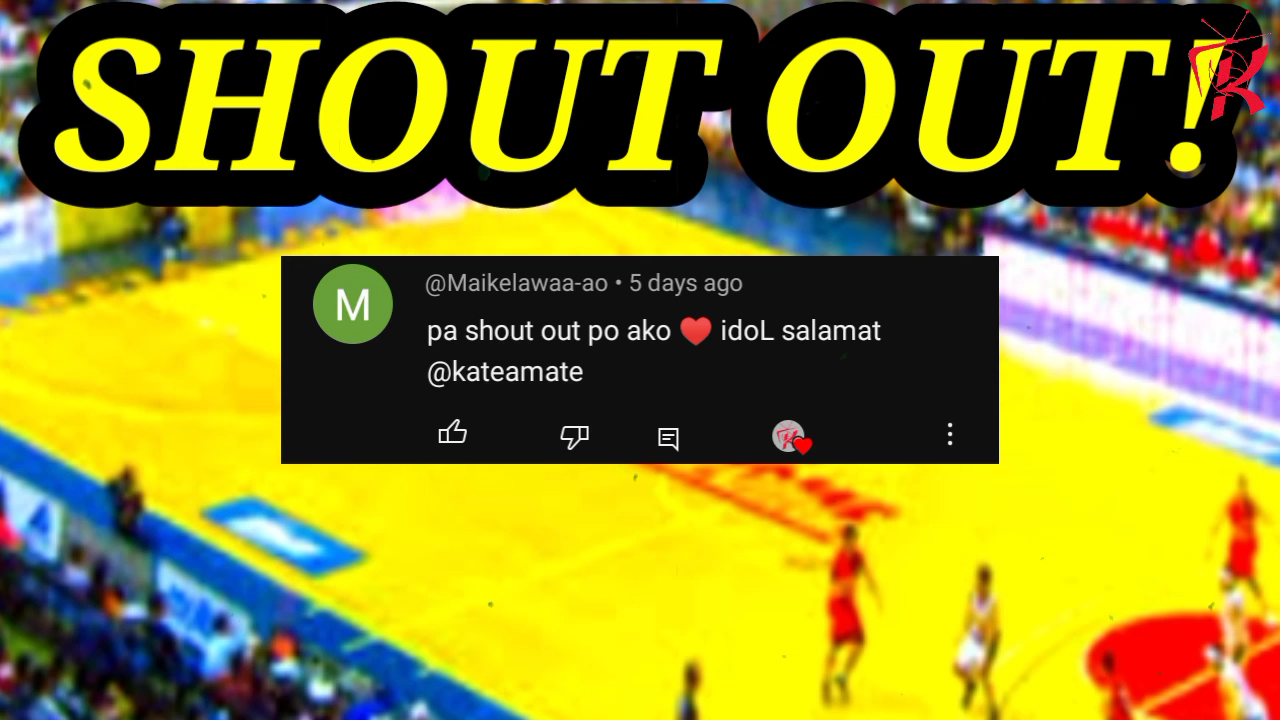 SHOUT OUT!
@Maikelawaa-ao • 5 days ago
M
pa shout out po ako ❤️ idoL salamat
@kateamate